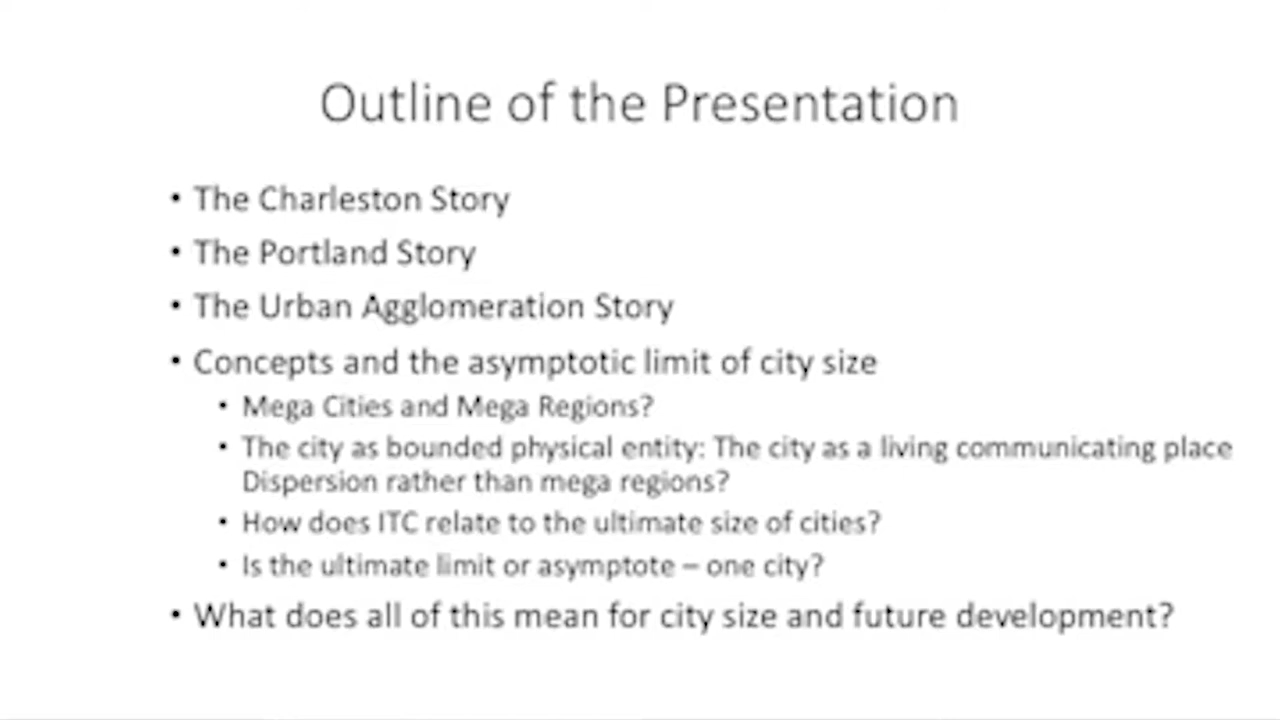 Outline of the Presentation
• The Charleston Story
• The Portland Story
• The Urban Agglomeration Story
• Concepts and the asymptotic limit of city size
• Mega Cities and Mega Regions?
• The city as bounded physical entity: The city as a living communicating place
Dispersion rather than mega regions?
• How does ITC relate to the ultimate size of cities?
• Is the ultimate limit or asymptote – one city?
• What does all of this mean for city size and future development?